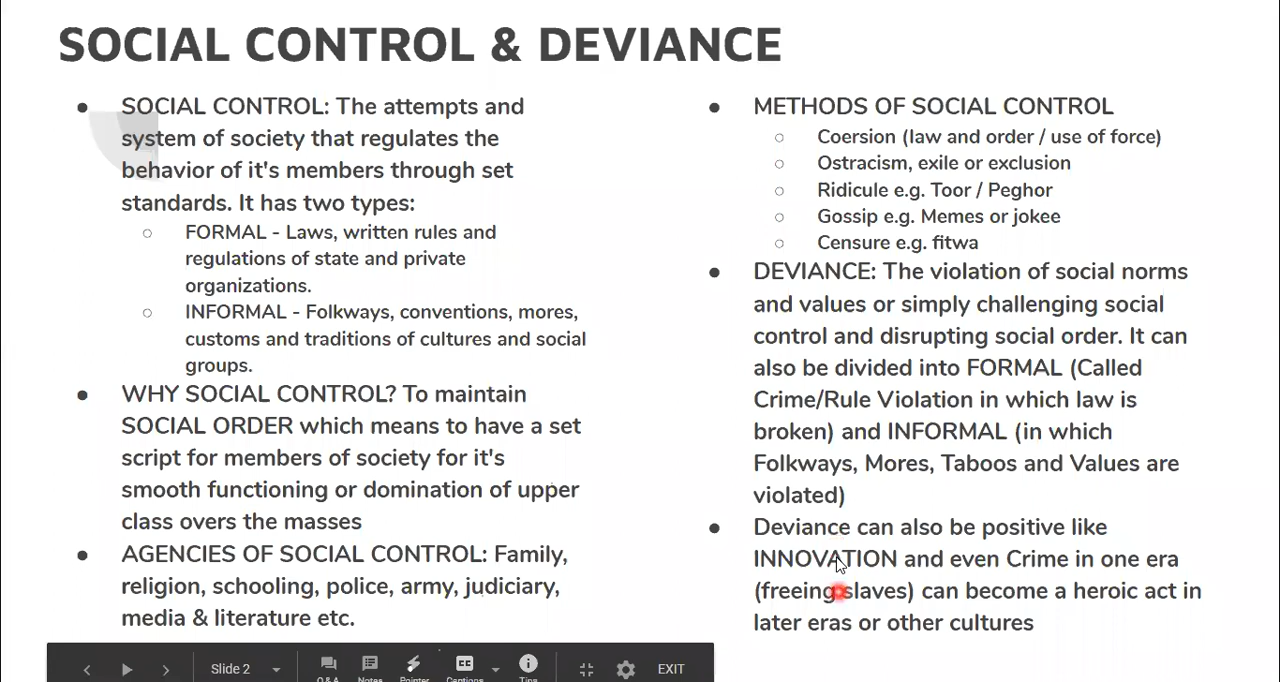 SOCIAL CONTROL & DEVIANCE
SOCIAL CONTROL: The attempts and
system of society that regulates the
behavior of it's members through set
standards. It has two types:
FORMAL - Laws, written rules and
regulations of state and private
organizations.
INFORMAL - Folkways, conventions, mores,
customs and traditions of cultures and social
groups.
WHY SOCIAL CONTROL? To maintain
SOCIAL ORDER which means to have a set
script for members of society for it's
smooth functioning or domination of upper
class overs the masses
AGENCIES OF SOCIAL CONTROL: Family,
religion, schooling, police, army, judiciary,
media & literature etc.
METHODS OF SOCIAL CONTROL
Coersion (law and order / use of force)
Ostracism, exile or exclusion
Ridicule e.g. Toor / Peghor
Gossip e.g. Memes or jokee
Censure e.g. fitwa
DEVIANCE: The violation of social norms
and values or simply challenging social
control and disrupting social order. It can
also be divided into FORMAL (Called
Crime/Rule Violation in which law is
broken) and INFORMAL (in which
Folkways, Mores, Taboos and Values are
violated)
Deviance can also be positive like
INNOVATION and even Crime in one era
(freeing slaves) can become a heroic act in
later eras or other cultures
Slide 2
Q & A
Notes
Pointer
CC
Captions
Tips
EXIT